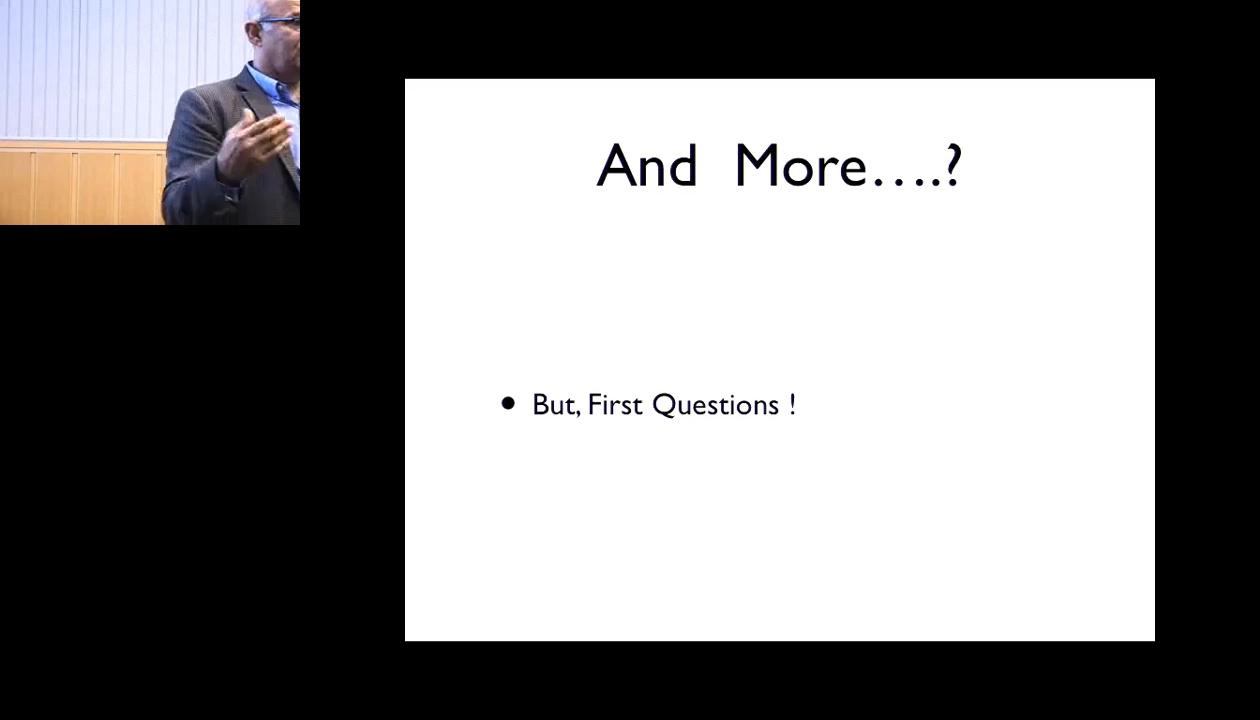 And More….?
• But, First Questions !